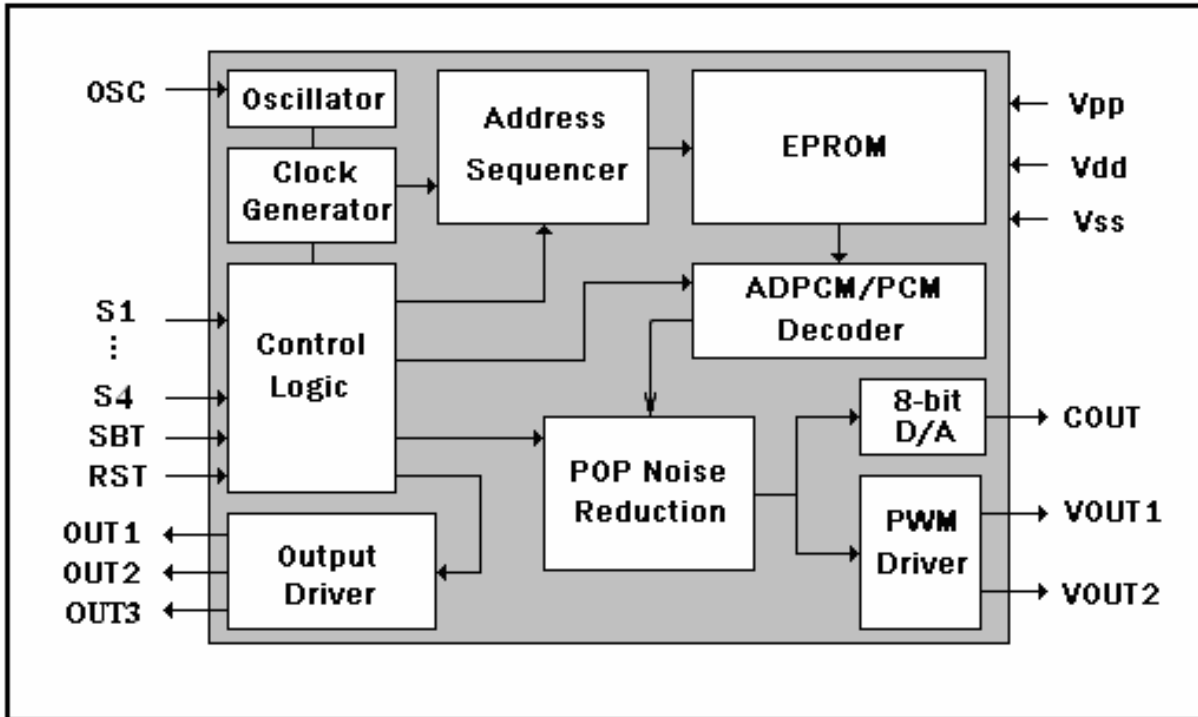 OSC
Oscillator
Clock
Generator
Address
Sequencer
EPROM
Vpp
Vdd
Vss
S1
⋮
S4
SBT
RST
Control
Logic
ADPCM/PCM
Decoder
POP Noise
Reduction
8-bit
D/A
COUT
PWM
Driver
VOUT1
VOUT2
OUT1
OUT2
OUT3
Output
Driver